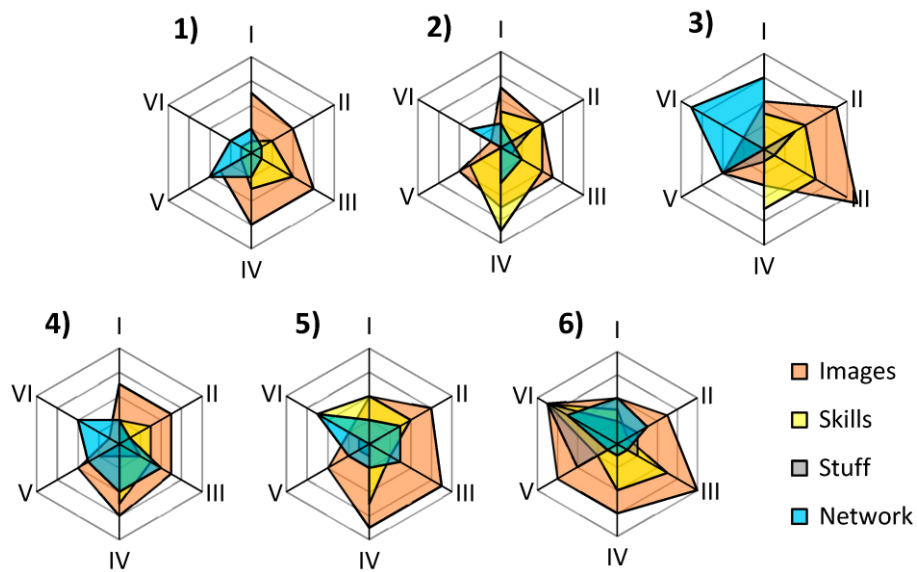 1)
I
II
III
IV
V
VI
2)
I
II
III
IV
V
VI
3)
I
II
III
IV
V
VI
4)
I
II
III
IV
V
VI
5)
I
II
III
IV
V
VI
6)
I
II
III
IV
V
VI
Images
Skills
Stuff
Network